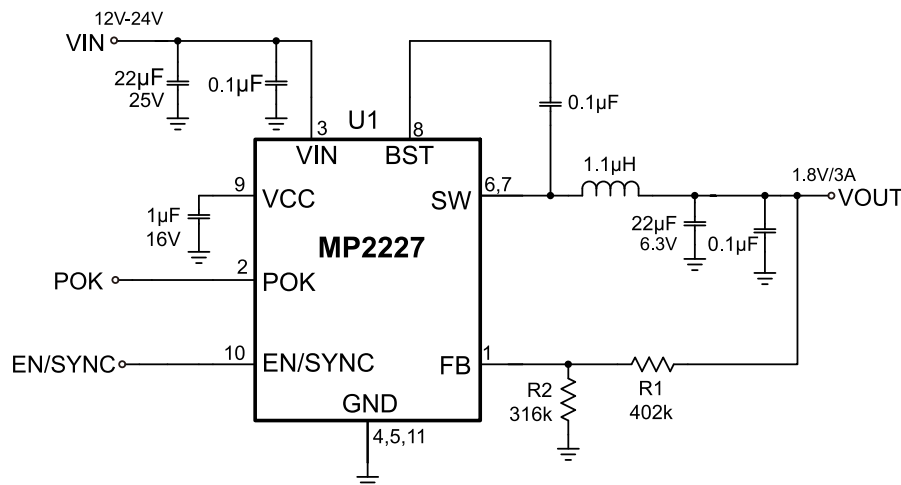 12V-24V
VIN
22µF
25V
0.1µF
U1
0.1µF
3
8
VIN
BST
1.1µH
1.8V/3A
9
VCC
6,7
SW
VOUT
1µF
16V
22µF
6.3V
0.1µF
MP2227
POK
2
POK
EN/SYNC
10
EN/SYNC
FB
1
GND
R2
316k
R1
402k
4,5,11